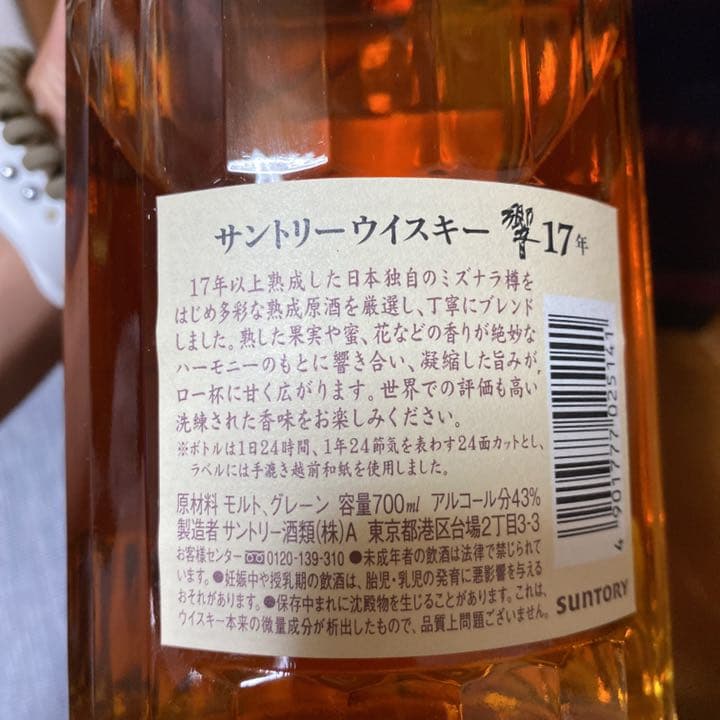 サントリーウイスキー 響 17年
17年以上熟成した日本独自のミズナラ樽を
はじめ多彩な熟成原酒を厳選し、丁寧にブレンド
しました。熟した果実や蜜、花などの香りが絶妙な
ハーモニーのもとに響き合い、凝縮した旨みが、
口一杯に甘く広がります。世界での評価も高い
洗練された香味をお楽しみください。
※ボトルは1日24時間、1年24節気を表わす24面カットとし、
ラベルには手漉き越前和紙を使用しました。
原材料 モルト、グレーン 容量700ml アルコール分43%
製造者 サントリー酒類(株)A 東京都港区台場2丁目3-3
お客様センター 0120-139-310 ●未成年者の飲酒は法律で禁じられて
います。●妊娠中や授乳期の飲酒は、胎児・乳児の発育に悪影響を与える
おそれがあります。●保存中まれに沈殿物を生じることがあります。これは、
ウイスキー本来の微量成分が析出したもので、品質上問題ございません。
SUNTORY
4 901777 025141